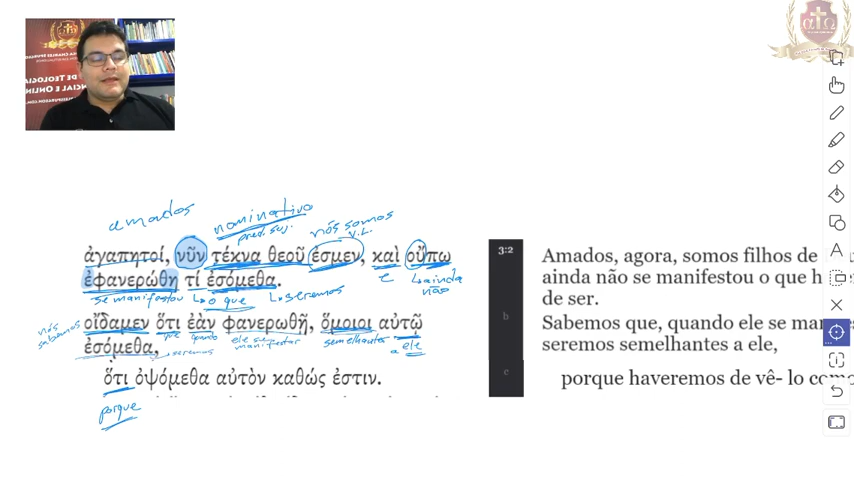 amados
nominativo
pred. suj.
nós somos
v.L.
ἀγαπητοί, νῦν τέκνα θεοῦ ἐσμεν, καὶ οὔπω
e
ainda não
ἐφανερώθη τί ἐσόμεθα.
se manifestou o que seremos
nós sabemos
οἴδαμεν ὅτι ἐὰν φανερωθῇ, ὅμοιοι αὐτῷ
que quando ele se manifestar semelhantes a ele
ἐσόμεθα,
seremos
ὅτι ὀψόμεθα αὐτὸν καθώς ἐστιν.
porque
3:2
Amados, agora, somos filhos de
ainda não se manifestou o que h
de ser.
b
Sabemos que, quando ele se ma
seremos semelhantes a ele,
c
porque haveremos de vê- lo com